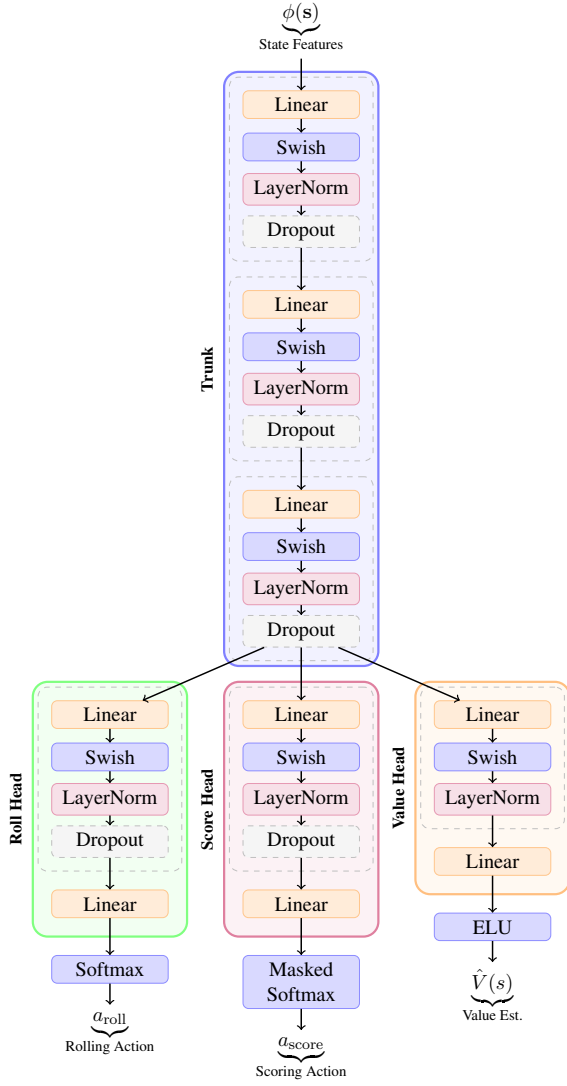 ϕ(s)
State Features
Linear
Swish
LayerNorm
Dropout
Linear
Swish
LayerNorm
Dropout
Trunk
Linear
Swish
LayerNorm
Dropout
Roll Head
Linear
Swish
LayerNorm
Dropout
Linear
Softmax
a_roll
Rolling Action
Score Head
Linear
Swish
LayerNorm
Dropout
Linear
Masked
Softmax
a_score
Scoring Action
Value Head
Linear
Swish
LayerNorm
Linear
ELU
V̂(s)
Value Est.